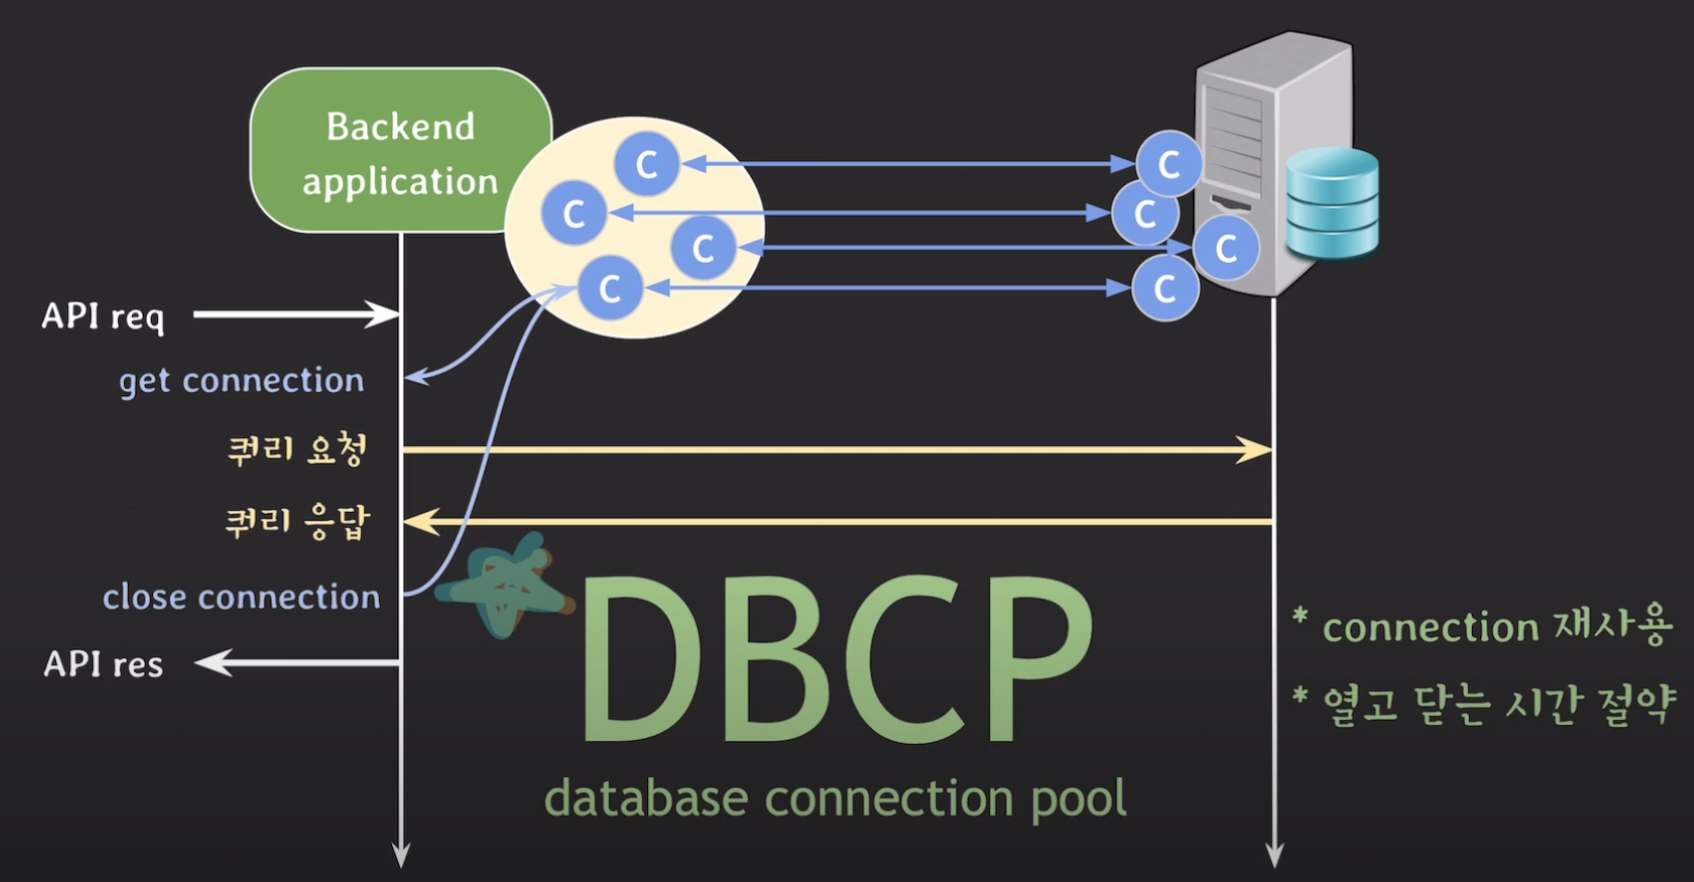 Backend
application
C
C
C
C
C
C
C
C
API req
get connection
쿼리 요청
쿼리 응답
close connection
API res
DBCP
database connection pool
* connection 재사용
* 열고 닫는 시간 절약